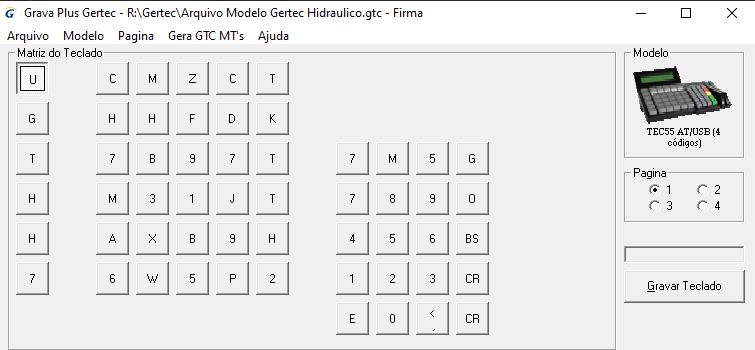 Grava Plus Gertec - R:\Gertec\Arquivo Modelo Gertec Hidraulico.gtc - Firma
Arquivo Modelo Pagina Gera GTC MT's Ajuda
Matriz do Teclado
U C M Z C T
G H H F D K
T 7 B 9 7 T 7 M 5 G
H M 3 1 J T 7 8 9 O
H A X B 9 H 4 5 6 BS
7 6 W 5 P 2 1 2 3 CR
E 0 < , CR
Modelo
TEC55 AT/USB (4
códigos)
Pagina
1 2
3 4
Gravar Teclado